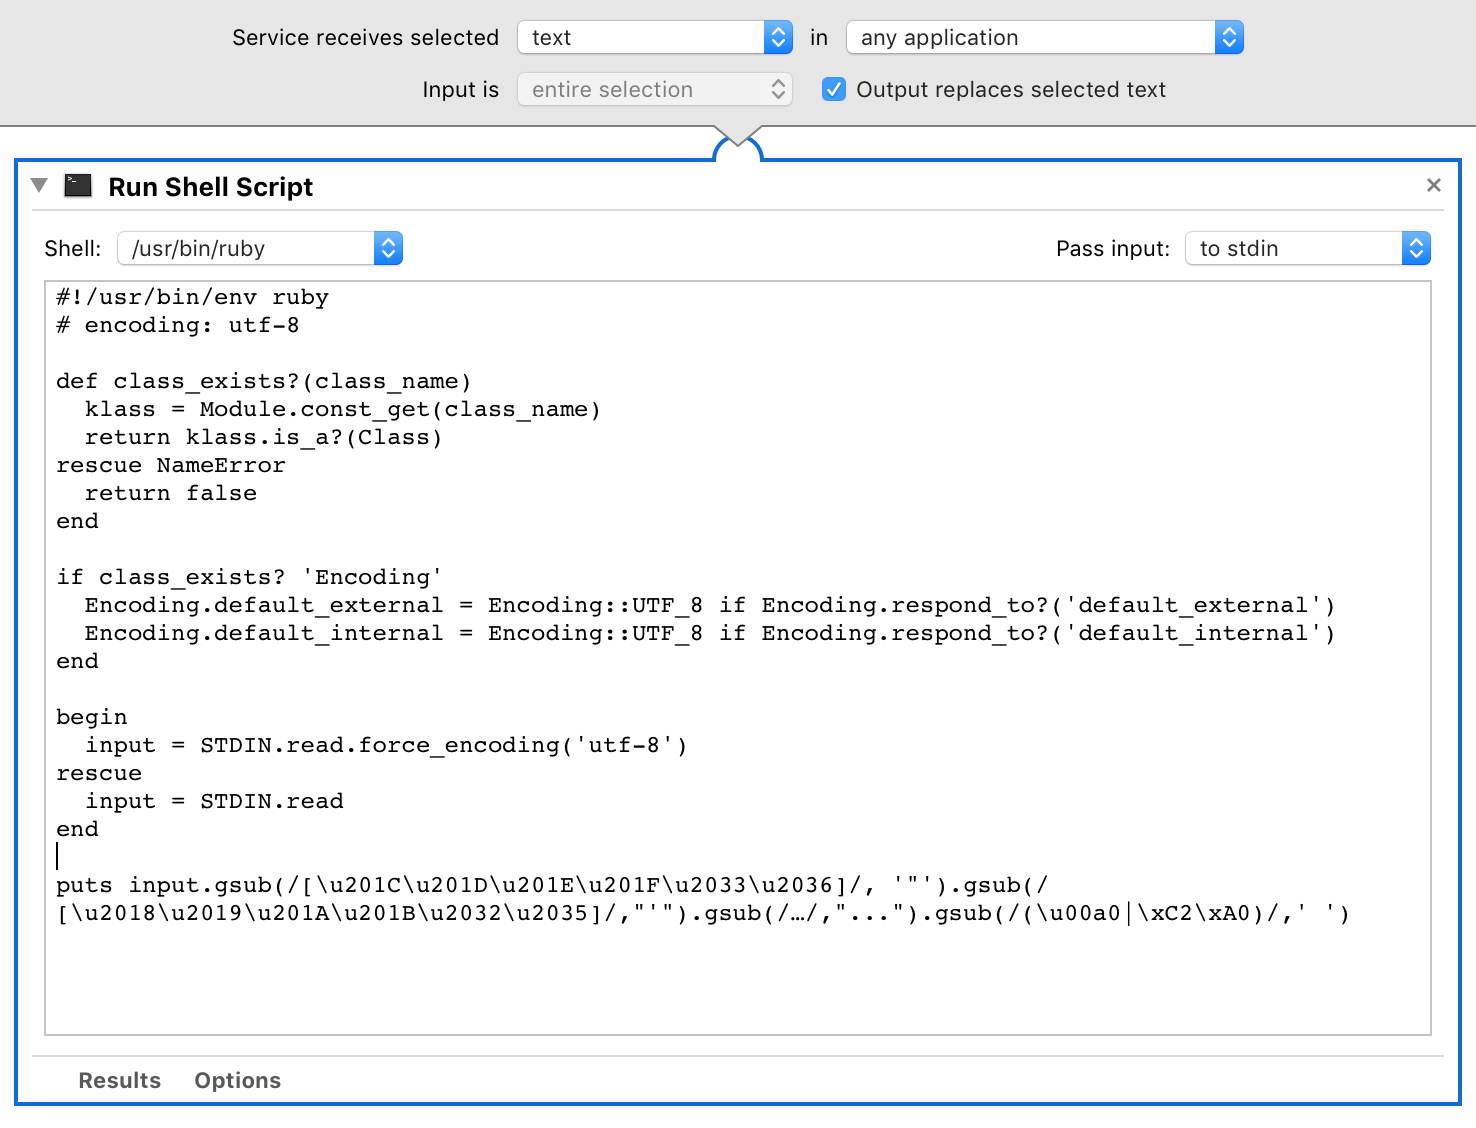 Service receives selected text in any application
Input is entire selection Output replaces selected text
Run Shell Script
Shell: /usr/bin/ruby Pass input: to stdin
#!/usr/bin/env ruby
# encoding: utf-8
def class_exists?(class_name)
  klass = Module.const_get(class_name)
  return klass.is_a?(Class)
rescue NameError
  return false
end
if class_exists? 'Encoding'
  Encoding.default_external = Encoding::UTF_8 if Encoding.respond_to?('default_external')
  Encoding.default_internal = Encoding::UTF_8 if Encoding.respond_to?('default_internal')
end
begin
  input = STDIN.read.force_encoding('utf-8')
rescue
  input = STDIN.read
end
puts input.gsub(/[\u201C\u201D\u201E\u201F\u2033\u2036]/, '"').gsub(/
[\u2018\u2019\u201A\u201B\u2032\u2035]/,"'").gsub(/…/,"...").gsub(/(\u00a0|\xC2\xA0)/,' ')
Results Options